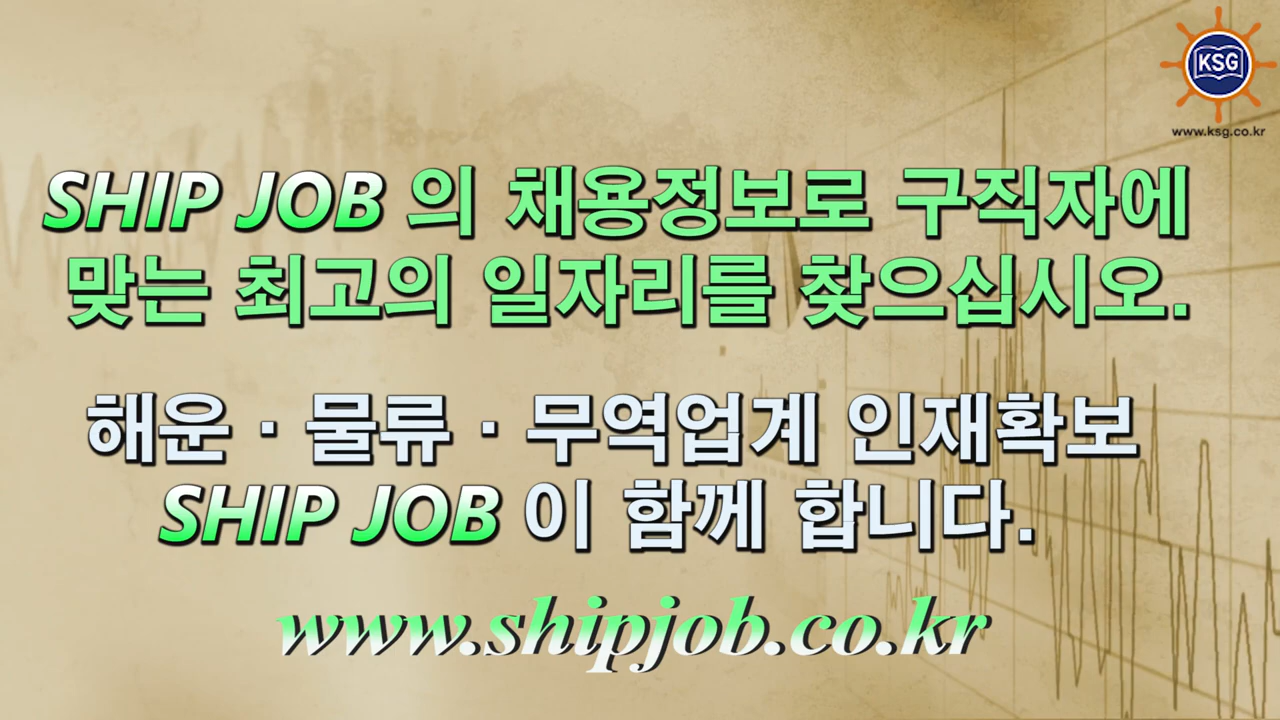 KSG
www.ksg.co.kr
SHIP JOB 의 채용정보로 구직자에
맞는 최고의 일자리를 찾으십시오.
해운 · 물류 · 무역업계 인재확보
SHIP JOB 이 함께 합니다.
www.shipjob.co.kr